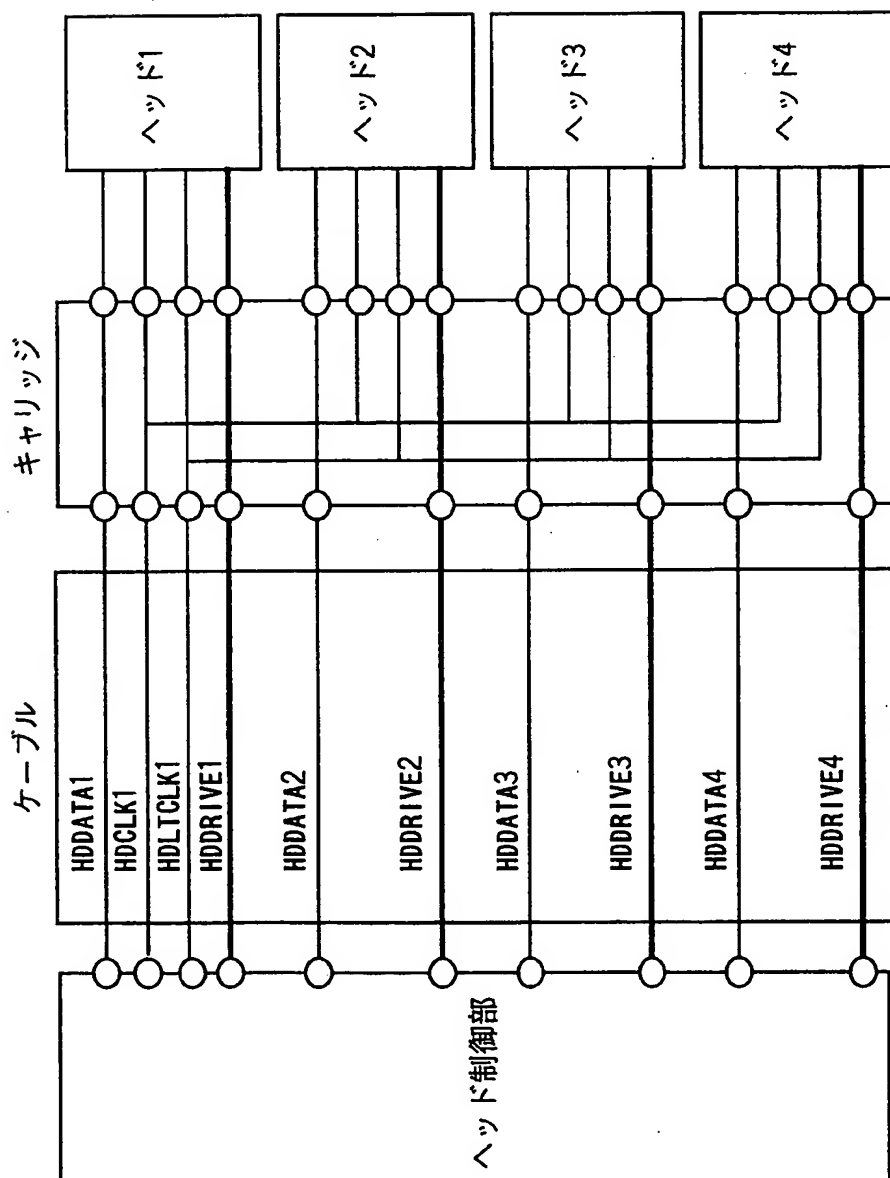 ヘッド制御部
ケーブル
HDDATA1
HDCLK1
HDLTCLK1
HDDRIVE1
HDDATA2
HDDRIVE2
HDDATA3
HDDRIVE3
HDDATA4
HDDRIVE4
キャリッジ
ヘッド1
ヘッド2
ヘッド3
ヘッド4